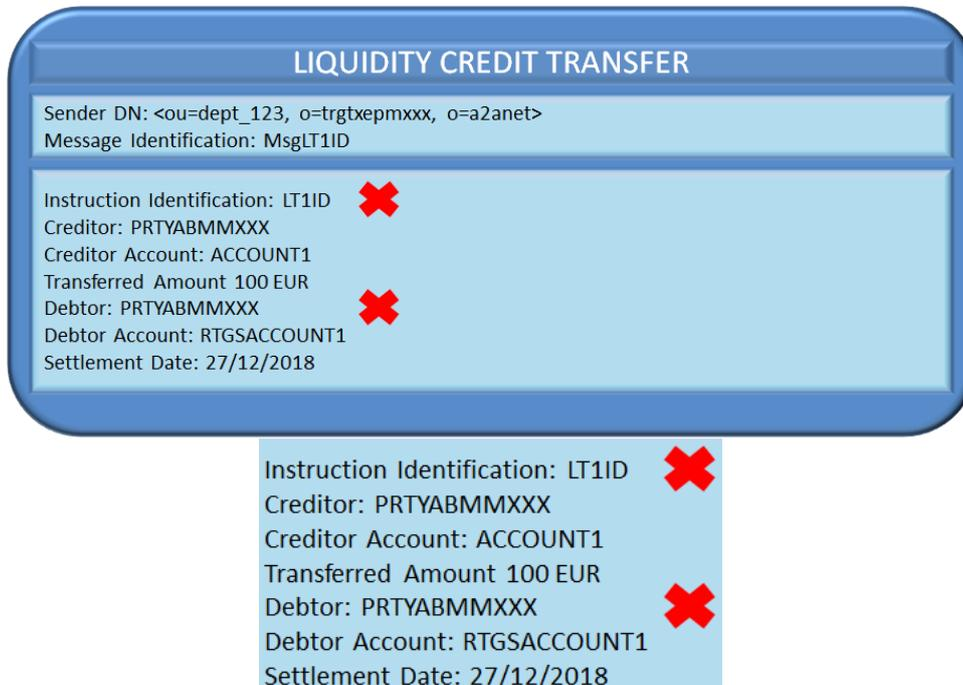 LIQUIDITY CREDIT TRANSFER
Sender DN: <ou=dept_123, o=trgtxepmxxx, o=a2anet>
Message Identification: MsgLT1ID
Instruction Identification: LT1ID
Creditor: PRTYABMMXXX
Creditor Account: ACCOUNT1
Transferred Amount 100 EUR
Debtor: PRTYABMMXXX
Debtor Account: RTGSACCOUNT1
Settlement Date: 27/12/2018
Instruction Identification: LT1ID
Creditor: PRTYABMMXXX
Creditor Account: ACCOUNT1
Transferred Amount 100 EUR
Debtor: PRTYABMMXXX
Debtor Account: RTGSACCOUNT1
Settlement Date: 27/12/2018